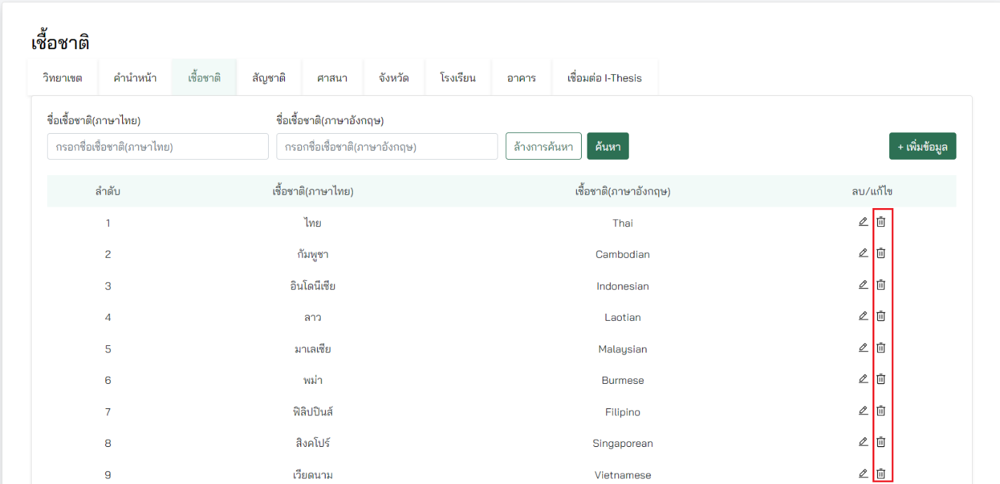 เชื้อชาติ
วิทยาเขต คำนำหน้า เชื้อชาติ สัญชาติ ศาสนา จังหวัด โรงเรียน อาคาร เชื่อมต่อ I-Thesis
ชื่อเชื้อชาติ(ภาษาไทย) ชื่อเชื้อชาติ(ภาษาอังกฤษ)
กรอกชื่อเชื้อชาติ(ภาษาไทย) กรอกชื่อเชื้อชาติ(ภาษาอังกฤษ) ล้างการค้นหา ค้นหา + เพิ่มข้อมูล
ลำดับ เชื้อชาติ(ภาษาไทย) เชื้อชาติ(ภาษาอังกฤษ) ลบ/แก้ไข
1 ไทย Thai
2 กัมพูชา Cambodian
3 อินโดนีเซีย Indonesian
4 ลาว Laotian
5 มาเลเซีย Malaysian
6 พม่า Burmese
7 ฟิลิปปินส์ Filipino
8 สิงคโปร์ Singaporean
9 เวียดนาม Vietnamese